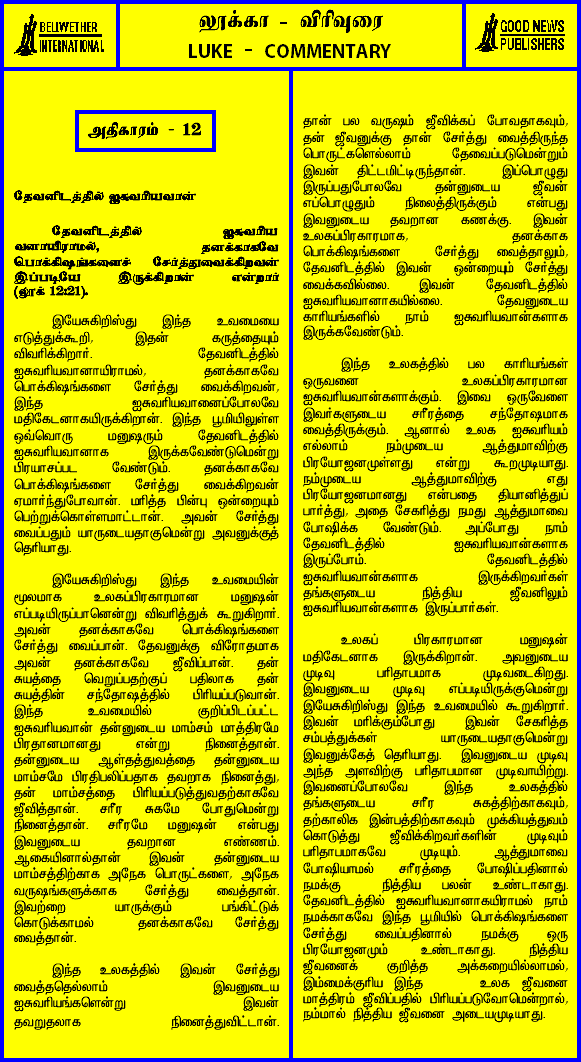 BELLWETHER
INTERNATIONAL
லூக்கா - விரிவுரை
LUKE - COMMENTARY
GOOD NEWS
PUBLISHERS
அதிகாரம் - 12
தேவனிடத்தில் ஐசுவரியவான்
தேவனிடத்தில் ஐசுவரிய
வானாயிராமல், தனக்காகவே
பொக்கிஷங்களைச் சேர்த்துவைக்கிறவன்
இப்படியே இருக்கிறான் என்றார்
(லூக் 12:21).
இயேசுகிறிஸ்து இந்த உவமையை
எடுத்துக்கூறி, இதன் கருத்தையும்
விவரிக்கிறார். தேவனிடத்தில்
ஐசுவரியவானாயிராமல், தனக்காகவே
பொக்கிஷங்களை சேர்த்து வைக்கிறவன்,
இந்த ஐசுவரியவானைப்போலவே
மதிகேடனாகயிருக்கிறான். இந்த பூமியிலுள்ள
ஒவ்வொரு மனுஷரும் தேவனிடத்தில்
ஐசுவரியவானாக இருக்கவேண்டுமென்று
பிரயாசப்பட வேண்டும். தனக்காகவே
பொக்கிஷங்களை சேர்த்து வைக்கிறவன்
ஏமார்ந்துபோவான். மரித்த பின்பு ஒன்றையும்
பெற்றுக்கொள்ளமாட்டான். அவன் சேர்த்து
வைப்பதும் யாருடையதாகுமென்று அவனுக்குத்
தெரியாது.
இயேசுகிறிஸ்து இந்த உவமையின்
மூலமாக உலகப்பிரகாரமான மனுஷன்
எப்படியிருப்பானென்று விவரித்துக் கூறுகிறார்.
அவன் தனக்காகவே பொக்கிஷங்களை
சேர்த்து வைப்பான். தேவனுக்கு விரோதமாக
அவன் தனக்காகவே ஜீவிப்பான். தன்
சுயத்தை வெறுப்பதற்குப் பதிலாக தன்
சுயத்தின் சந்தோஷத்தில் பிரியப்படுவான்.
இந்த உவமையில் குறிப்பிடப்பட்ட
ஐசுவரியவான் தன்னுடைய மாம்சம் மாத்திரமே
பிரதானமானது என்று நினைத்தான்.
தன்னுடைய ஆள்தத்துவத்தை தன்னுடைய
மாம்சமே பிரதிபலிப்பதாக தவறாக நினைத்து,
தன் மாம்சத்தை பிரியப்படுத்துவதற்காகவே
ஜீவித்தான். சரீர சுகமே போதுமென்று
நினைத்தான். சரீரமே மனுஷன் என்பது
இவனுடைய தவறான எண்ணம்.
ஆகையினால்தான் இவன் தன்னுடைய
மாம்சத்திற்காக அநேக பொருட்களை, அநேக
வருஷங்களுக்காக சேர்த்து வைத்தான்.
இவற்றை யாருக்கும் பங்கிட்டுக்
கொடுக்காமல் தனக்காகவே சேர்த்து
வைத்தான்.
இந்த உலகத்தில் இவன் சேர்த்து
வைத்ததெல்லாம் இவனுடைய
ஐசுவரியங்களென்று இவன்
தவறுதலாக நினைத்துவிட்டான்.
தான் பல வருஷம் ஜீவிக்கப் போவதாகவும்,
தன் ஜீவனுக்கு தான் சேர்த்து வைத்திருந்த
பொருட்களெல்லாம் தேவைப்படுமென்றும்
இவன் திட்டமிட்டிருந்தான். இப்பொழுது
இருப்பதுபோலவே தன்னுடைய ஜீவன்
எப்பொழுதும் நிலைத்திருக்கும் என்பது
இவனுடைய தவறான கணக்கு. இவன்
உலகப்பிரகாரமாக, தனக்காக
பொக்கிஷங்களை சேர்த்து வைத்தாலும்,
தேவனிடத்தில் இவன் ஒன்றையும் சேர்த்து
வைக்கவில்லை. இவன் தேவனிடத்தில்
ஐசுவரியவானாகயில்லை. தேவனுடைய
காரியங்களில் நாம் ஐசுவரியவான்களாக
இருக்கவேண்டும்.
இந்த உலகத்தில் பல காரியங்கள்
ஒருவனை உலகப்பிரகாரமான
ஐசுவரியவான்களாக்கும். இவை ஒருவேளை
இவர்களுடைய சரீரத்தை சந்தோஷமாக
வைத்திருக்கும். ஆனால் உலக ஐசுவரியம்
எல்லாம் நம்முடைய ஆத்துமாவிற்கு
பிரயோஜனமுள்ளது என்று கூறமுடியாது.
நம்முடைய ஆத்துமாவிற்கு எது
பிரயோஜனமானது என்பதை தியானித்துப்
பார்த்து, அதை சேகரித்து நமது ஆத்துமாவை
போஷிக்க வேண்டும். அப்போது நாம்
தேவனிடத்தில் ஐசுவரியவான்களாக
இருப்போம். தேவனிடத்தில்
ஐசுவரியவான்களாக இருக்கிறவர்கள்
தங்களுடைய நித்திய ஜீவனிலும்
ஐசுவரியவான்களாக இருப்பார்கள்.
உலகப் பிரகாரமான மனுஷன்
மதிகேடனாக இருக்கிறான். அவனுடைய
முடிவு பரிதாபமாக முடிவடைகிறது.
இவனுடைய முடிவு எப்படியிருக்குமென்று
இயேசுகிறிஸ்து இந்த உவமையில் கூறுகிறார்.
இவன் மரிக்கும்போது இவன் சேகரித்த
சம்பத்துக்கள் யாருடையதாகுமென்று
இவனுக்கேத் தெரியாது. இவனுடைய முடிவு
அந்த அளவிற்கு பரிதாபமான முடிவாயிற்று.
இவனைப்போலவே இந்த உலகத்தில்
தங்களுடைய சரீர சுகத்திற்காகவும்,
தற்காலிக இன்பத்திற்காகவும் முக்கியத்துவம்
கொடுத்து ஜீவிக்கிறவர்களின் முடிவும்
பரிதாபமாகவே முடியும். ஆத்துமாவை
போஷியாமல் சரீரத்தை போஷிப்பதினால்
நமக்கு நித்திய பலன் உண்டாகாது.
தேவனிடத்தில் ஐசுவரியவானாகயிராமல் நாம்
நமக்காகவே இந்த பூமியில் பொக்கிஷங்களை
சேர்த்து வைப்பதினால் நமக்கு ஒரு
பிரயோஜனமும் உண்டாகாது. நித்திய
ஜீவனைக் குறித்த அக்கறையில்லாமல்,
இம்மைக்குரிய இந்த உலக ஜீவனை
மாத்திரம் ஜீவிப்பதில் பிரியப்படுவோமென்றால்,
நம்மால் நித்திய ஜீவனை அடையமுடியாது.